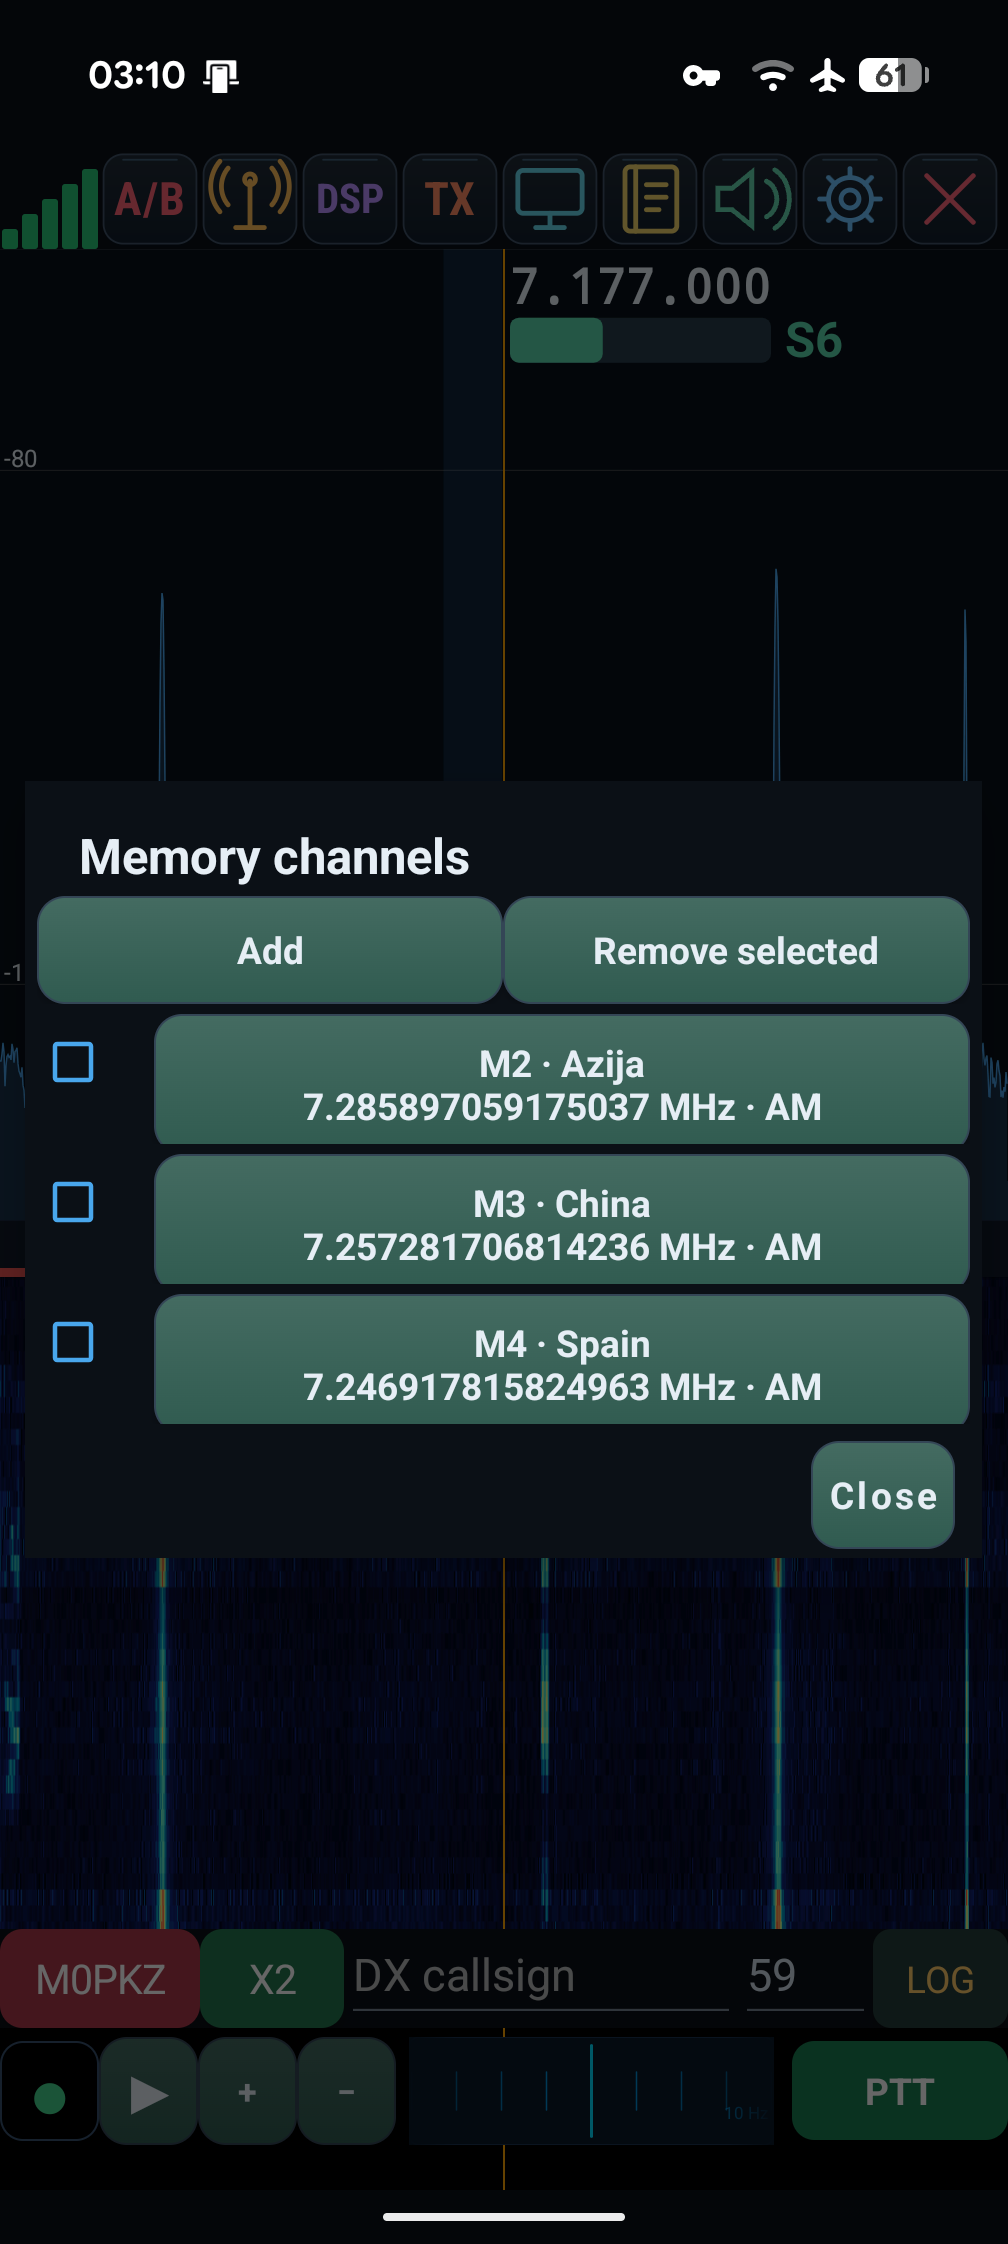 03:10
61
A/B
DSP
TX
7.177.000
S6
-80
-1
Memory channels
Add
Remove selected
M2 · Azija
7.285897059175037 MHz · AM
M3 · China
7.257281706814236 MHz · AM
M4 · Spain
7.246917815824963 MHz · AM
Close
M0PKZ
X2
DX callsign
59
LOG
+
−
10 Hz
PTT